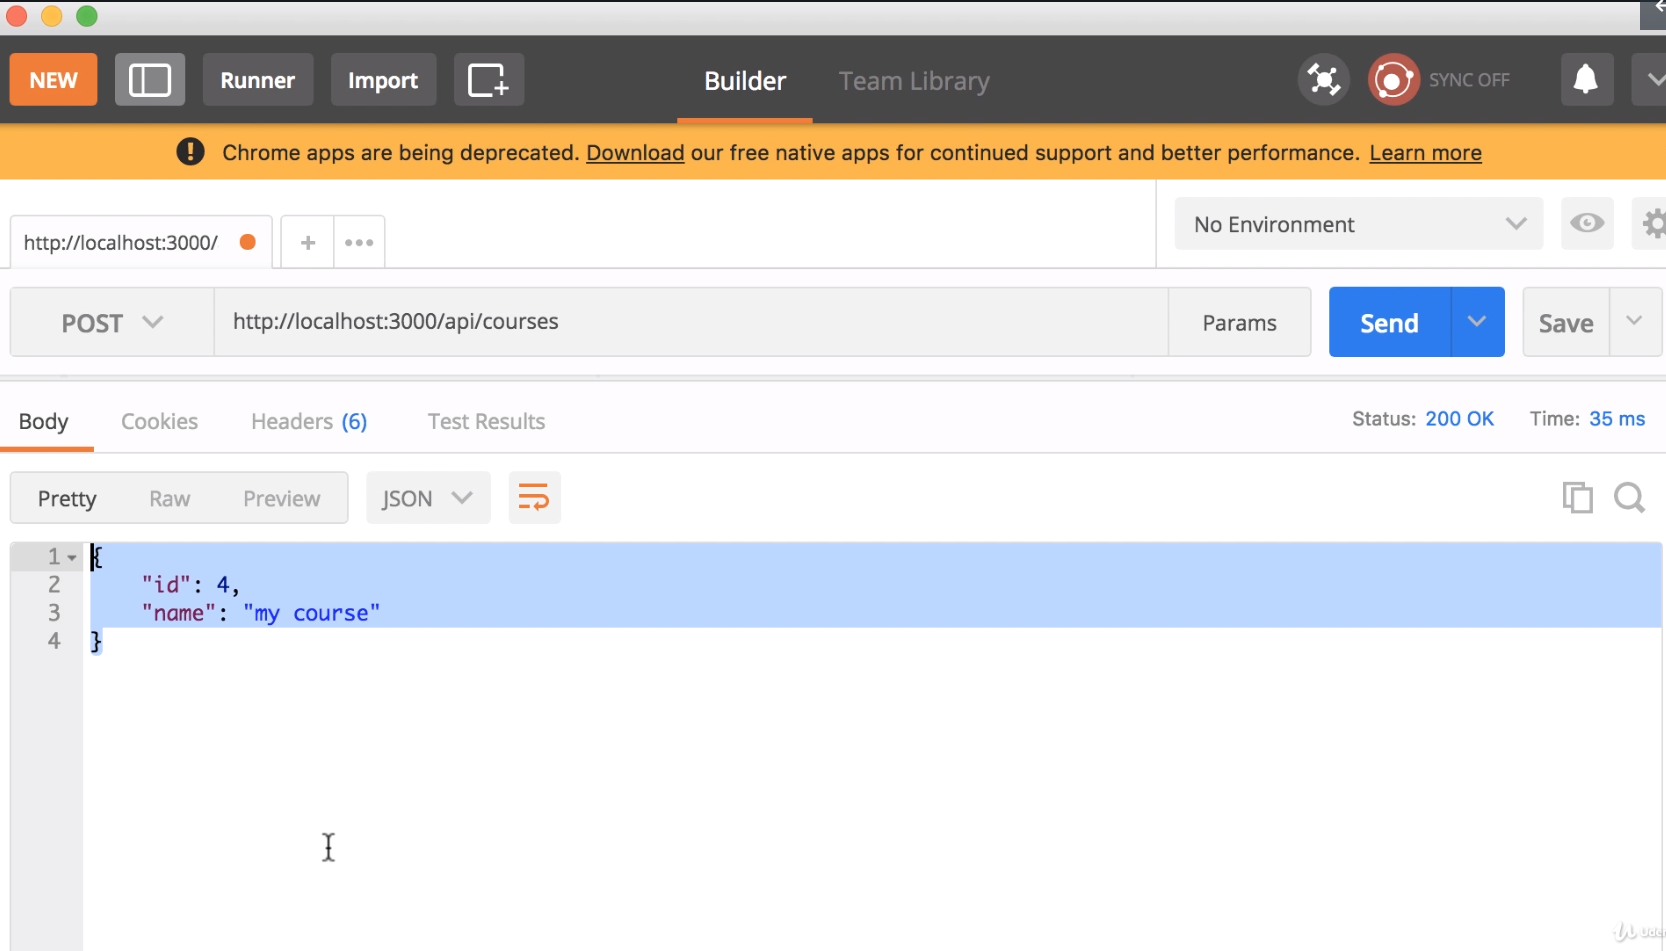 NEW Runner Import Builder Team Library SYNC OFF
! Chrome apps are being deprecated. Download our free native apps for continued support and better performance. Learn more
http://localhost:3000/ + ••• No Environment
POST http://localhost:3000/api/courses Params Send Save
Body Cookies Headers (6) Test Results Status: 200 OK Time: 35 ms
Pretty Raw Preview JSON
1 {
2 "id": 4,
3 "name": "my course"
4 }